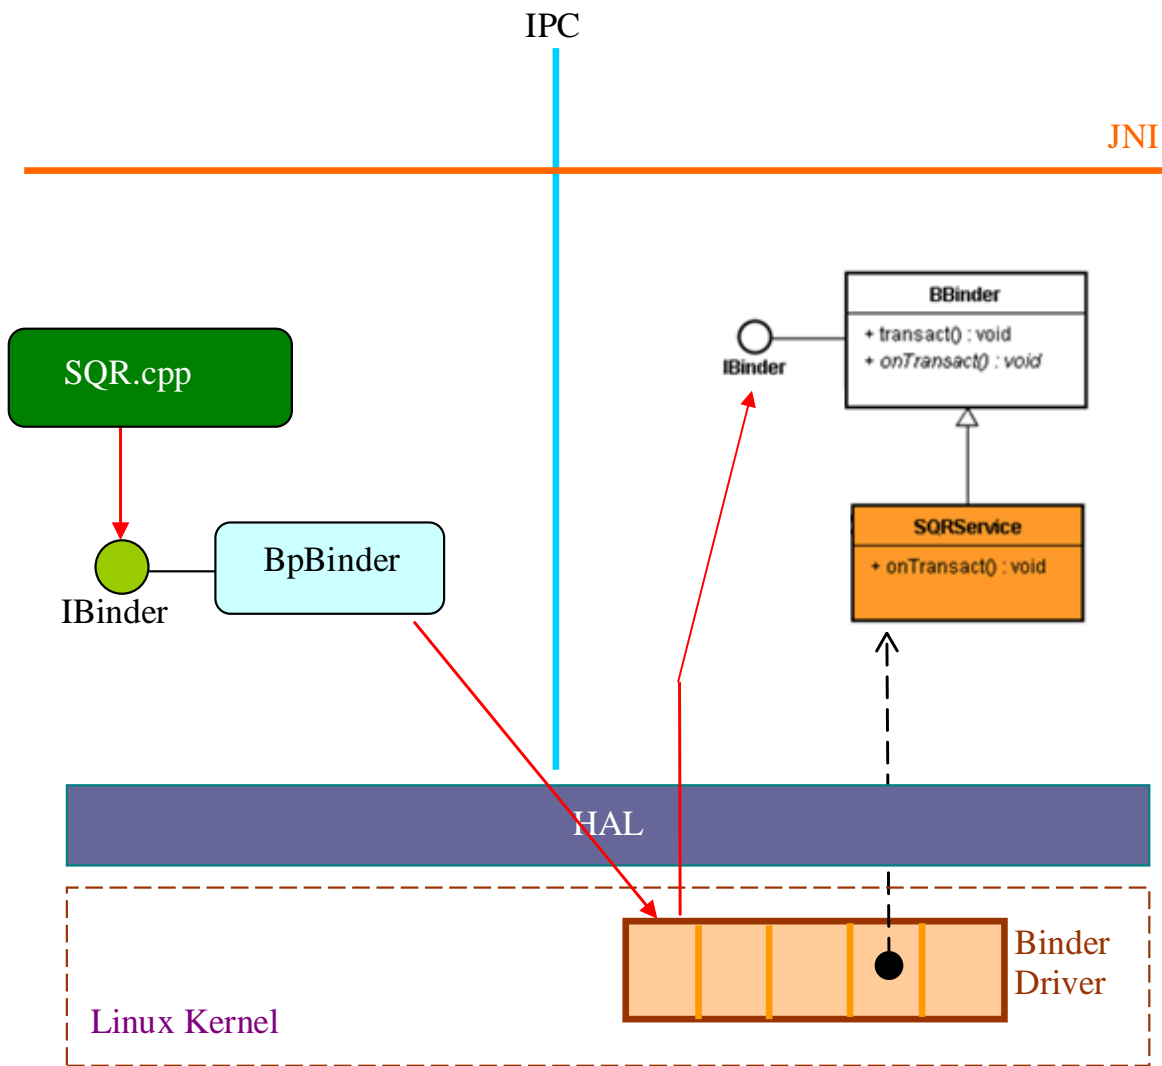 IPC
JNI
BBinder
+ transact() : void
+ onTransact() : void
IBinder
SQR.cpp
SQRService
+ onTransact() : void
BpBinder
IBinder
HAL
Binder
Driver
Linux Kernel